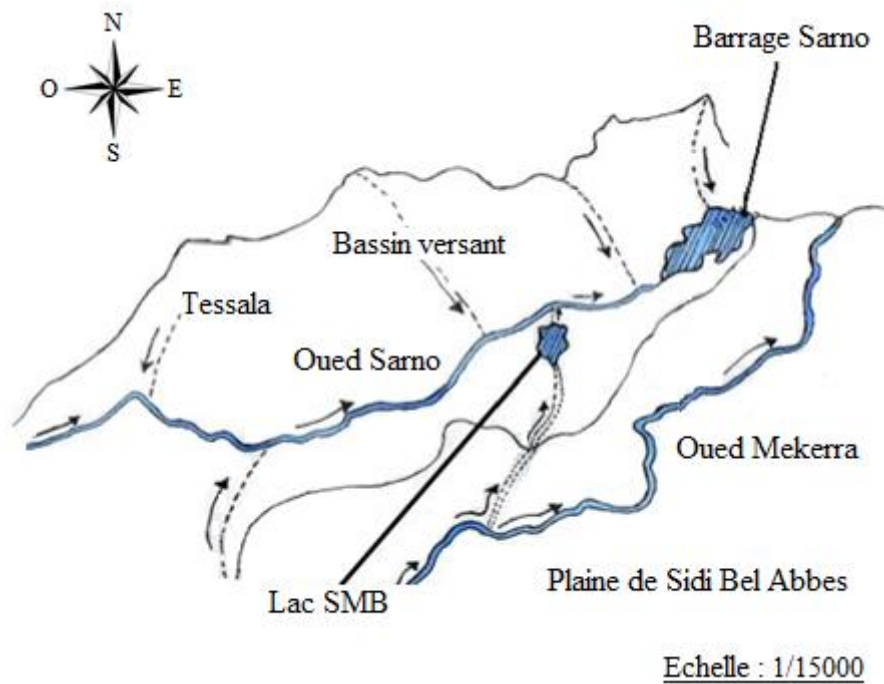 Barrage Sarno
N
O
E
S
Bassin versant
Tessala
Oued Sarno
Oued Mekerra
Plaine de Sidi Bel Abbes
Lac SMB
Echelle : 1/15000